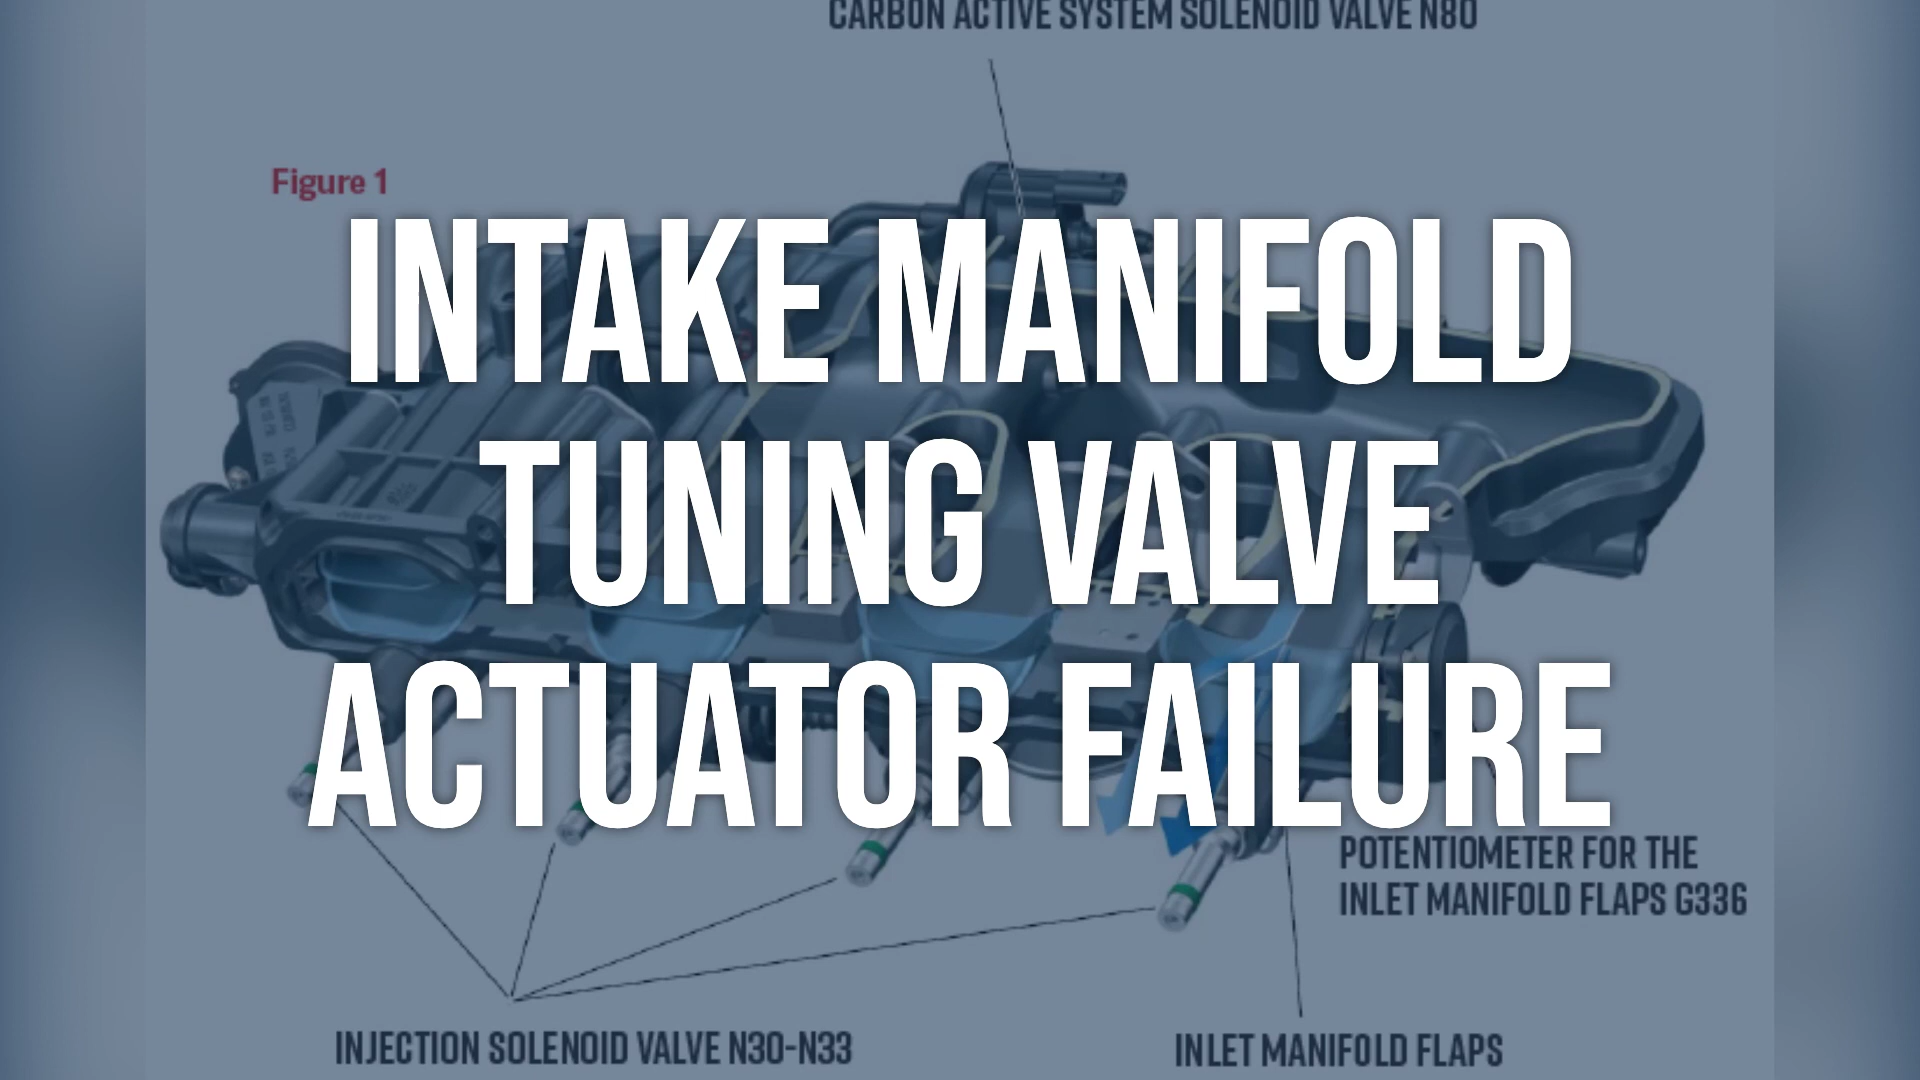 CARBON ACTIVE SYSTEM SOLENOID VALVE N80
Figure 1
INTAKE MANIFOLD
TUNING VALVE
ACTUATOR FAILURE
POTENTIOMETER FOR THE
INLET MANIFOLD FLAPS G336
INJECTION SOLENOID VALVE N30-N33
INLET MANIFOLD FLAPS